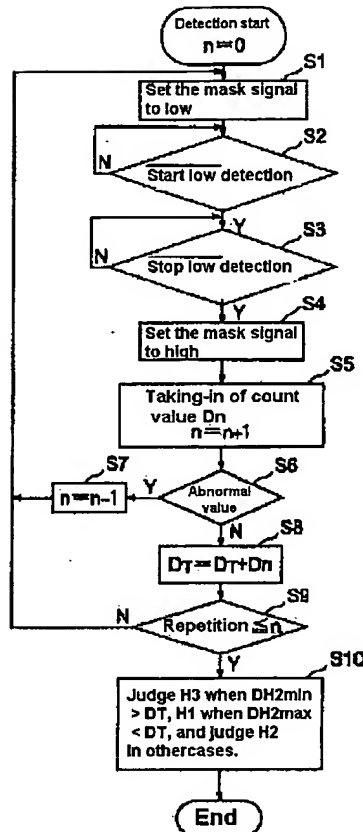 Detection start
n=0
S1
Set the mask signal
to low
S2
N
Start low detection
Y
S3
N
Stop low detection
Y
S4
Set the mask signal
to high
S5
Taking-in of count
value Dn
n=n+1
S7
S6
n=n-1
Y
Abnormal
value
N
S8
DT=DT+Dn
S9
N
Repetition ≦n
Y
S10
Judge H3 when DH2min
> DT, H1 when DH2max
< DT, and judge H2
in othercases.
End